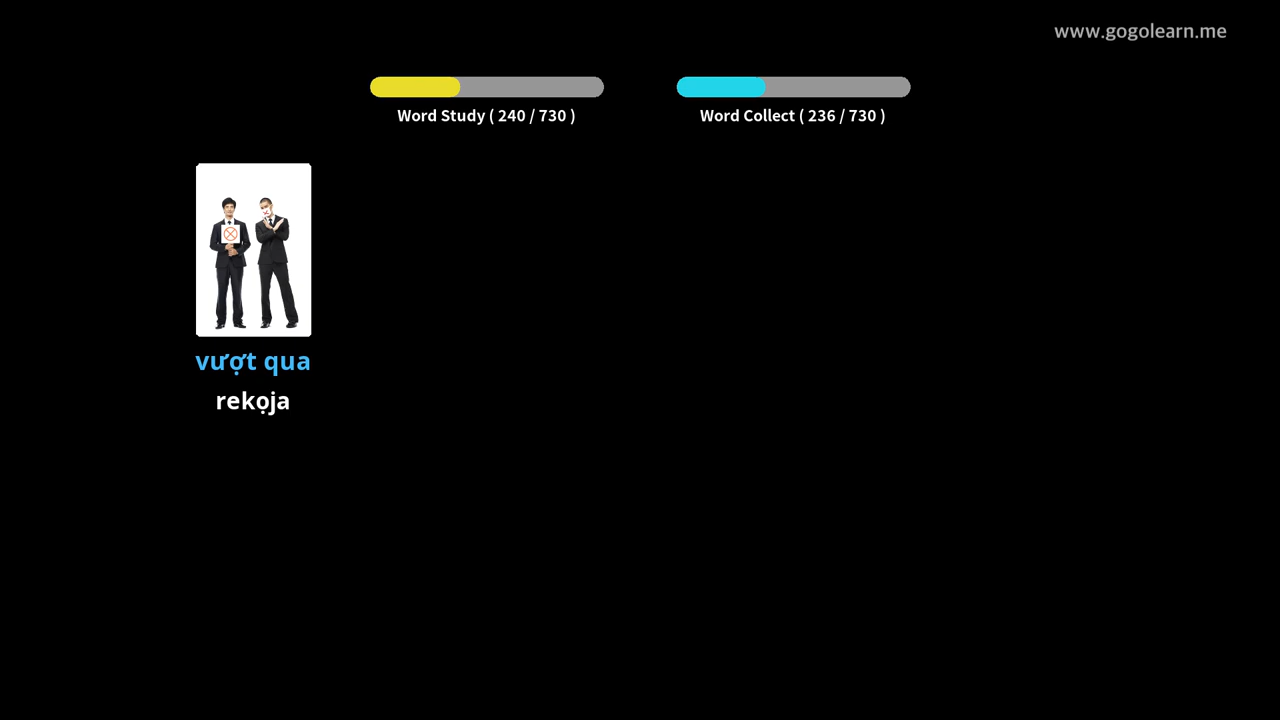 www.gogolearn.me
Word Study ( 240 / 730 )
Word Collect ( 236 / 730 )
vượt qua
rekọja